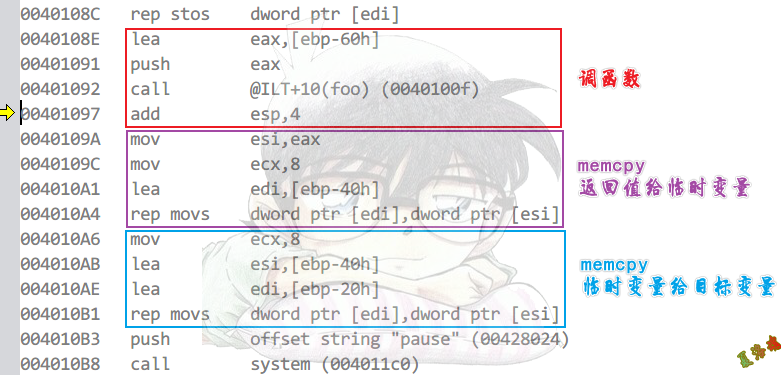 0040108C rep stos dword ptr [edi]
0040108E lea eax,[ebp-60h]
00401091 push eax
00401092 call @ILT+10(foo) (0040100f)
00401097 add esp,4
调函数
0040109A mov esi,eax
0040109C mov ecx,8
004010A1 lea edi,[ebp-40h]
004010A4 rep movs dword ptr [edi],dword ptr [esi]
memcpy
返回值给临时变量
004010A6 mov ecx,8
004010AB lea esi,[ebp-40h]
004010AE lea edi,[ebp-20h]
004010B1 rep movs dword ptr [edi],dword ptr [esi]
memcpy
临时变量给目标变量
004010B3 push offset string "pause" (00428024)
004010B8 call system (004011c0)